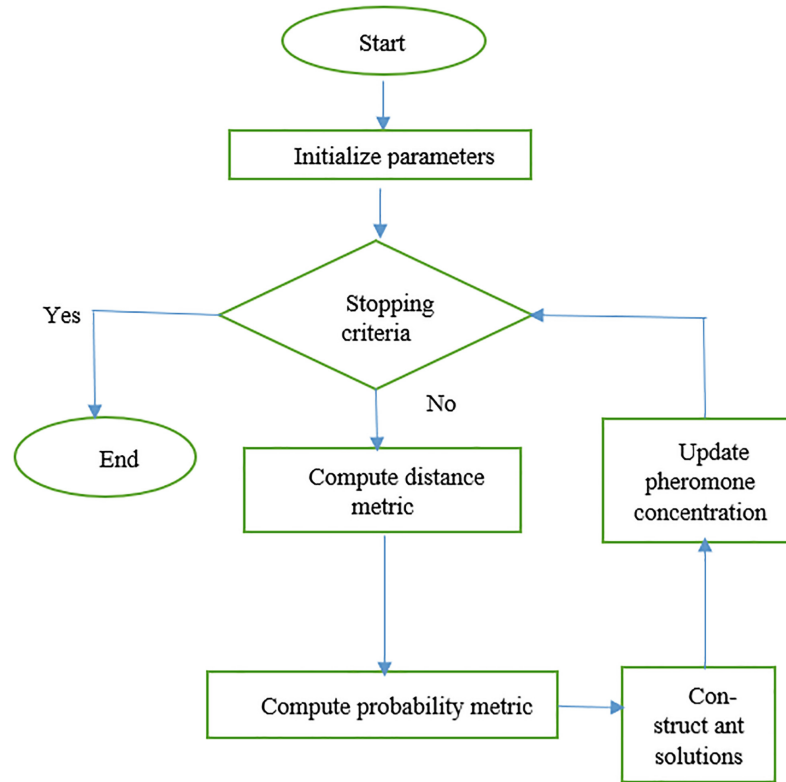 Start
Initialize parameters
Stopping
criteria
Yes
No
End
Compute distance
metric
Update
pheromone
concentration
Compute probability metric
Con-
struct ant
solutions